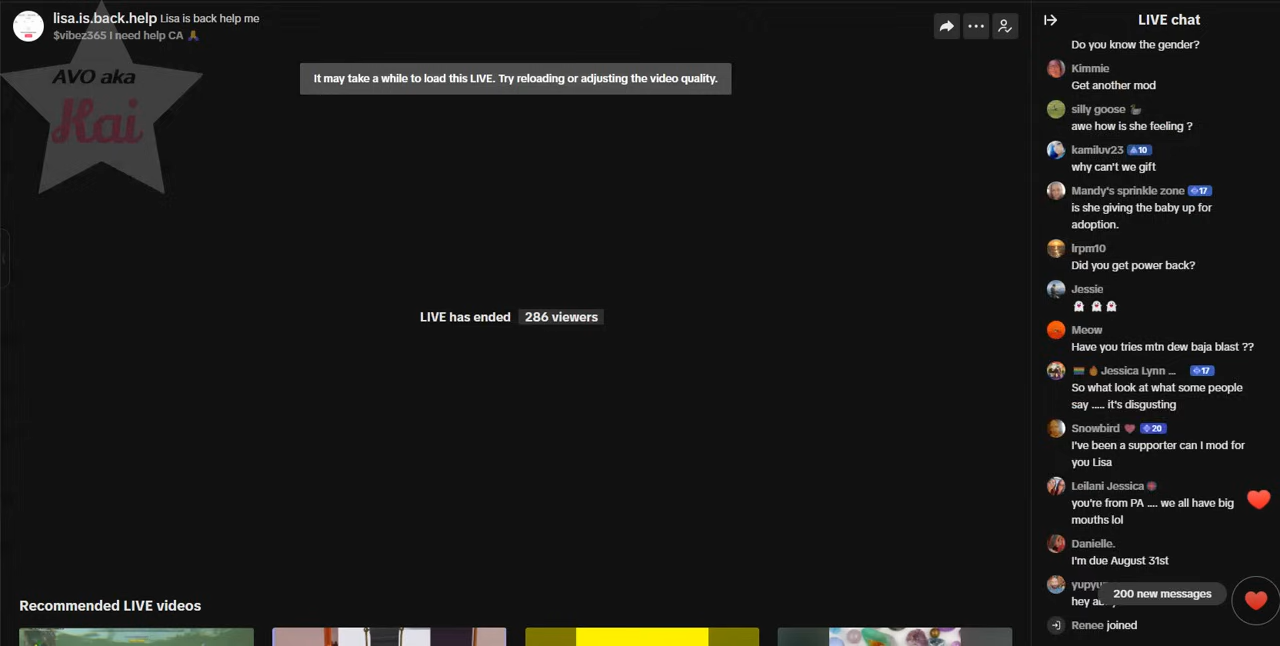 lisa.is.back.help Lisa is back help me
$vibez365 I need help CA 🙏
AVO aka
Kai
It may take a while to load this LIVE. Try reloading or adjusting the video quality.
LIVE has ended 286 viewers
Recommended LIVE videos
LIVE chat
Do you know the gender?
Kimmie
Get another mod
silly goose
awe how is she feeling ?
kamiluv23 10
why can't we gift
Mandy's sprinkle zone 17
is she giving the baby up for
adoption.
lrpm10
Did you get power back?
Jessie
👻 👻 👻
Meow
Have you tries mtn dew baja blast ??
🔥 Jessica Lynn ... 17
So what look at what some people
say ..... it's disgusting
Snowbird 20
I've been a supporter can I mod for
you Lisa
Leilani Jessica
you're from PA .... we all have big
mouths lol
Danielle.
I'm due August 31st
hey
200 new messages
Renee joined